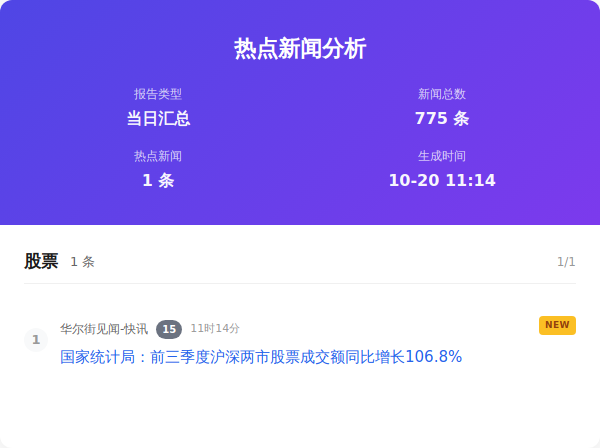 热点新闻分析
报告类型
新闻总数
当日汇总
775 条
热点新闻
生成时间
1 条
10-20 11:14
股票 1 条 1/1
1 华尔街见闻-快讯 15 11时14分 NEW
国家统计局：前三季度沪深两市股票成交额同比增长106.8%